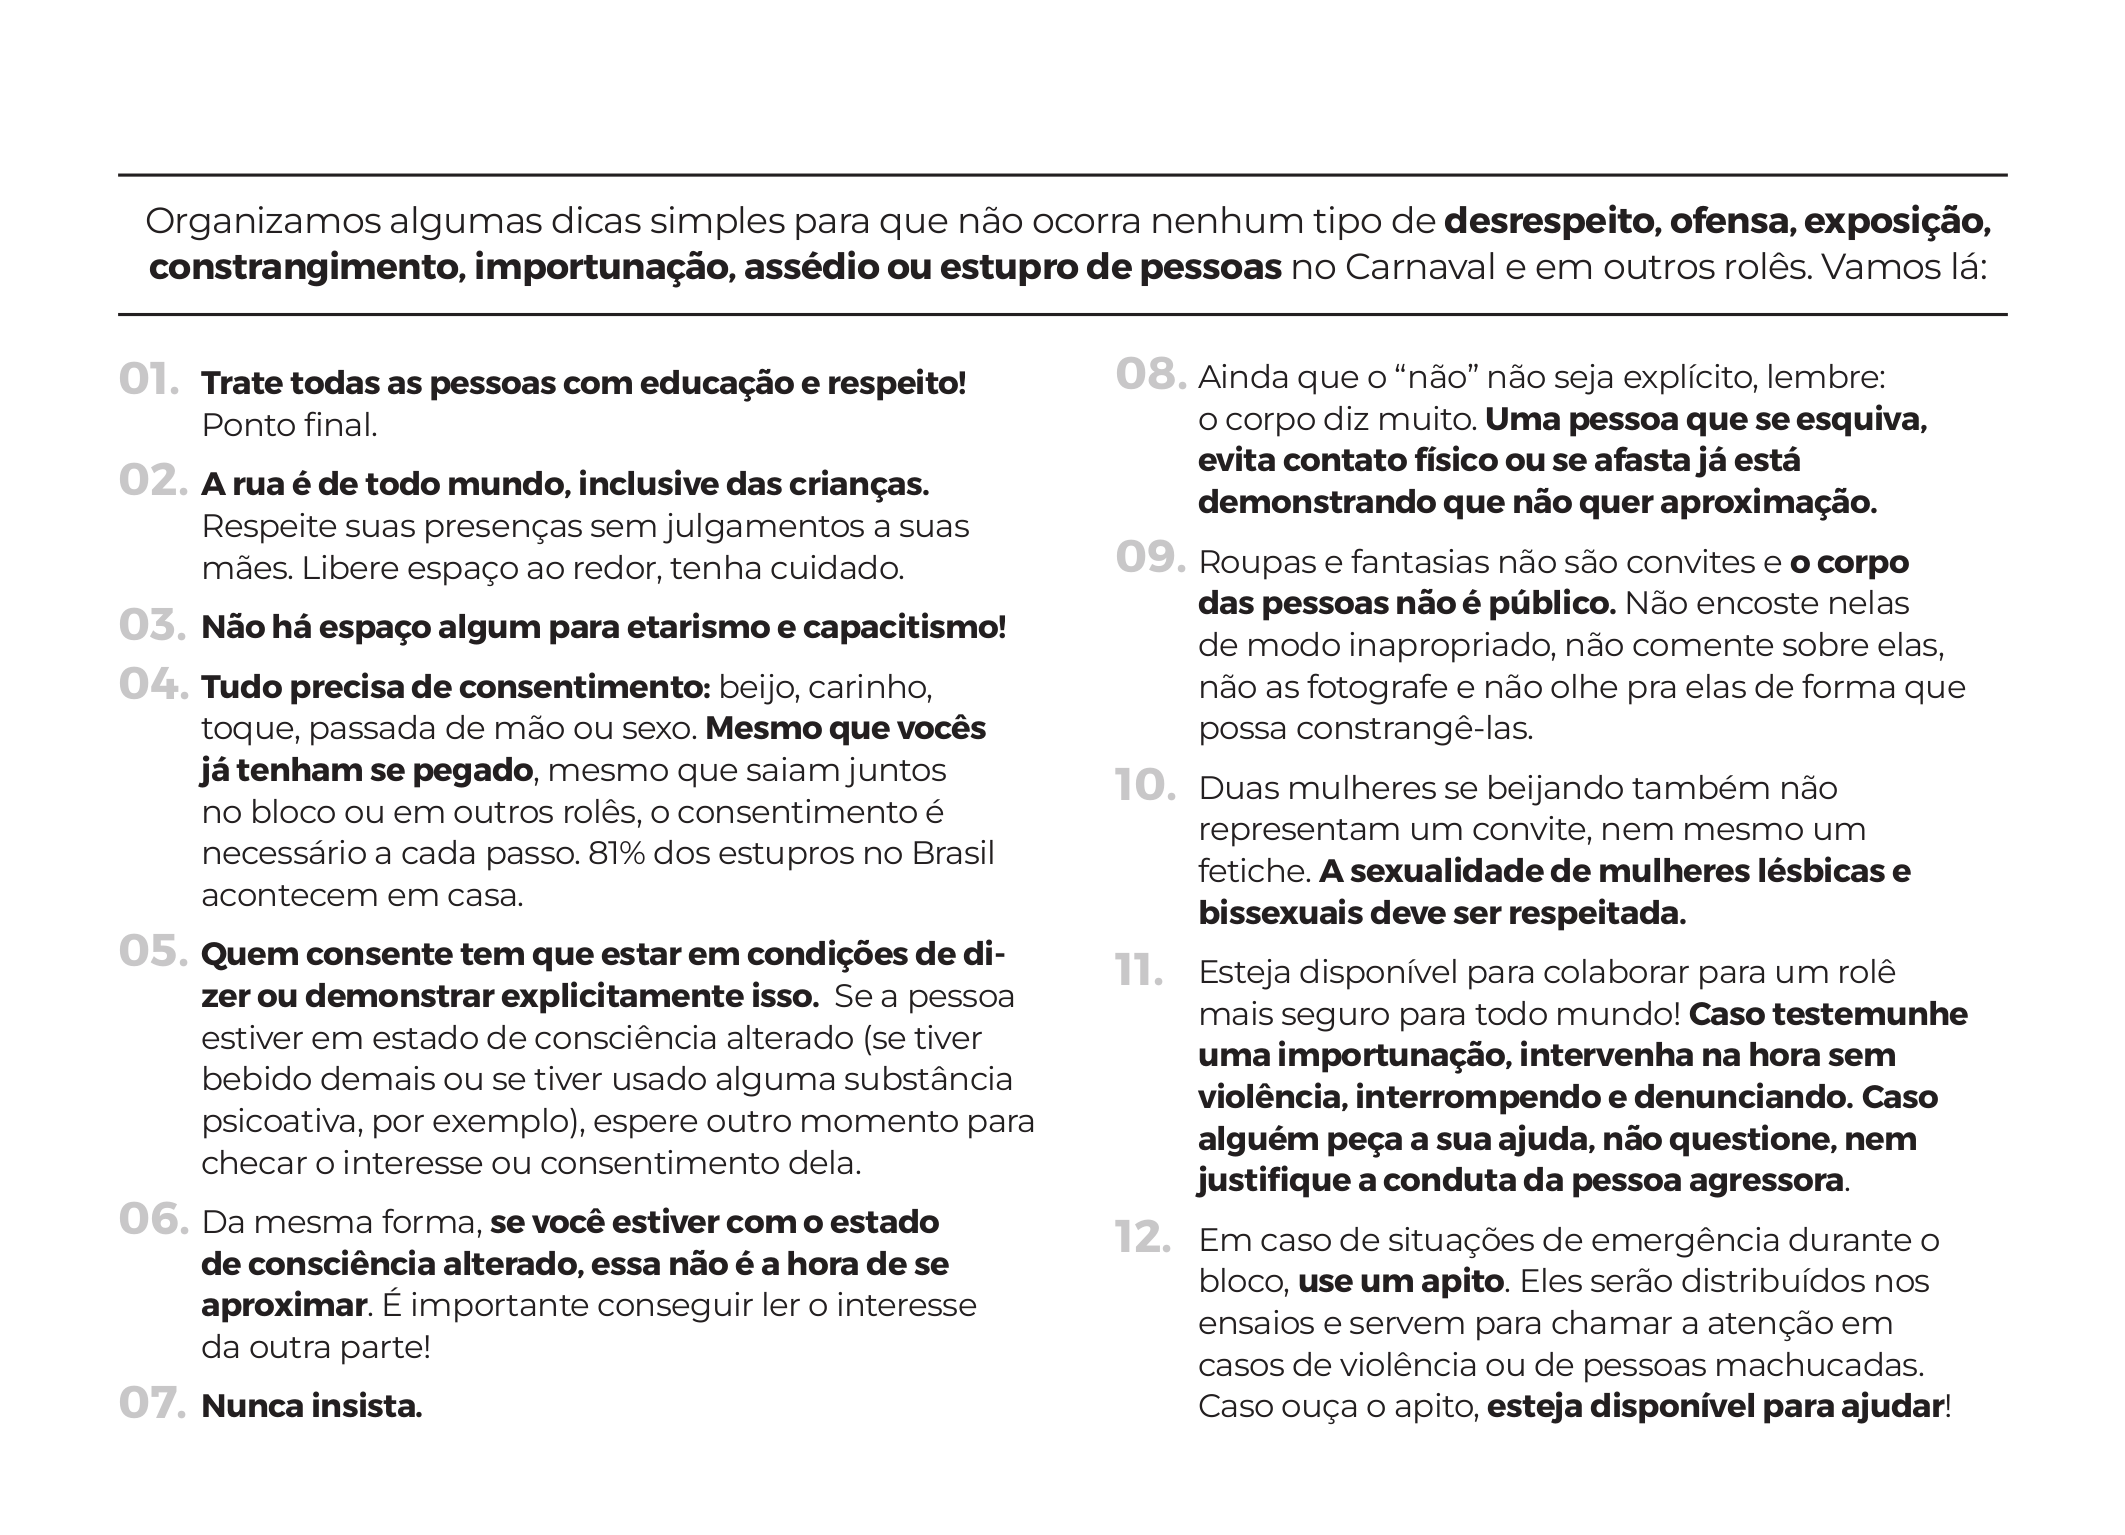 Organizamos algumas dicas simples para que não ocorra nenhum tipo de desrespeito, ofensa, exposição,
constrangimento, importunação, assédio ou estupro de pessoas no Carnaval e em outros rolês. Vamos lá:
01. Trate todas as pessoas com educação e respeito!
Ponto final.
02. A rua é de todo mundo, inclusive das crianças.
Respeite suas presenças sem julgamentos a suas
mães. Libere espaço ao redor, tenha cuidado.
03. Não há espaço algum para etarismo e capacitismo!
04. Tudo precisa de consentimento: beijo, carinho,
toque, passada de mão ou sexo. Mesmo que vocês
já tenham se pegado, mesmo que saiam juntos
no bloco ou em outros rolês, o consentimento é
necessário a cada passo. 81% dos estupros no Brasil
acontecem em casa.
05. Quem consente tem que estar em condições de di-
zer ou demonstrar explicitamente isso. Se a pessoa
estiver em estado de consciência alterado (se tiver
bebido demais ou se tiver usado alguma substância
psicoativa, por exemplo), espere outro momento para
checar o interesse ou consentimento dela.
06. Da mesma forma, se você estiver com o estado
de consciência alterado, essa não é a hora de se
aproximar. É importante conseguir ler o interesse
da outra parte!
07. Nunca insista.
08. Ainda que o “não” não seja explícito, lembre:
o corpo diz muito. Uma pessoa que se esquiva,
evita contato físico ou se afasta já está
demonstrando que não quer aproximação.
09. Roupas e fantasias não são convites e o corpo
das pessoas não é público. Não encoste nelas
de modo inapropriado, não comente sobre elas,
não as fotografe e não olhe pra elas de forma que
possa constrangê-las.
10. Duas mulheres se beijando também não
representam um convite, nem mesmo um
fetiche. A sexualidade de mulheres lésbicas e
bissexuais deve ser respeitada.
11. Esteja disponível para colaborar para um rolê
mais seguro para todo mundo! Caso testemunhe
uma importunação, intervenha na hora sem
violência, interrompendo e denunciando. Caso
alguém peça a sua ajuda, não questione, nem
justifique a conduta da pessoa agressora.
12. Em caso de situações de emergência durante o
bloco, use um apito. Eles serão distribuídos nos
ensaios e servem para chamar a atenção em
casos de violência ou de pessoas machucadas.
Caso ouça o apito, esteja disponível para ajudar!